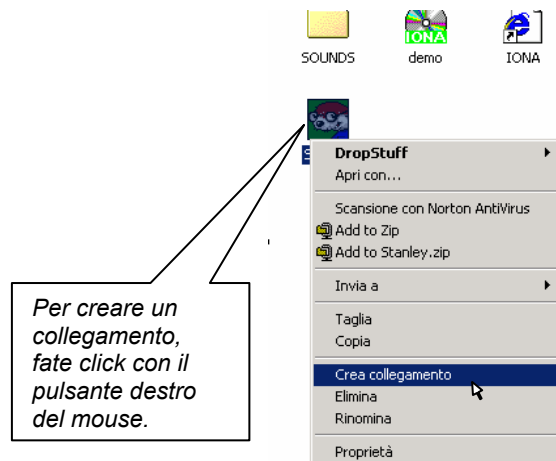 IONA
SOUNDS
demo
IONA
DropStuff
Apri con...
Scansione con Norton AntiVirus
Add to Zip
Add to Stanley.zip
Invia a
Taglia
Copia
Crea collegamento
Elimina
Rinomina
Proprietà
Per creare un
collegamento,
fate click con il
pulsante destro
del mouse.